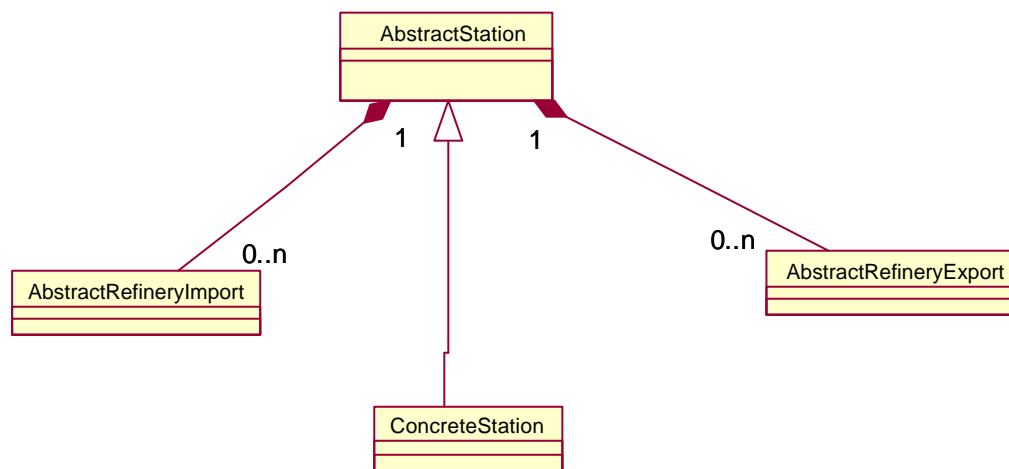 AbstractStation
1
1
0..n
0..n
AbstractRefineryImport
AbstractRefineryExport
ConcreteStation